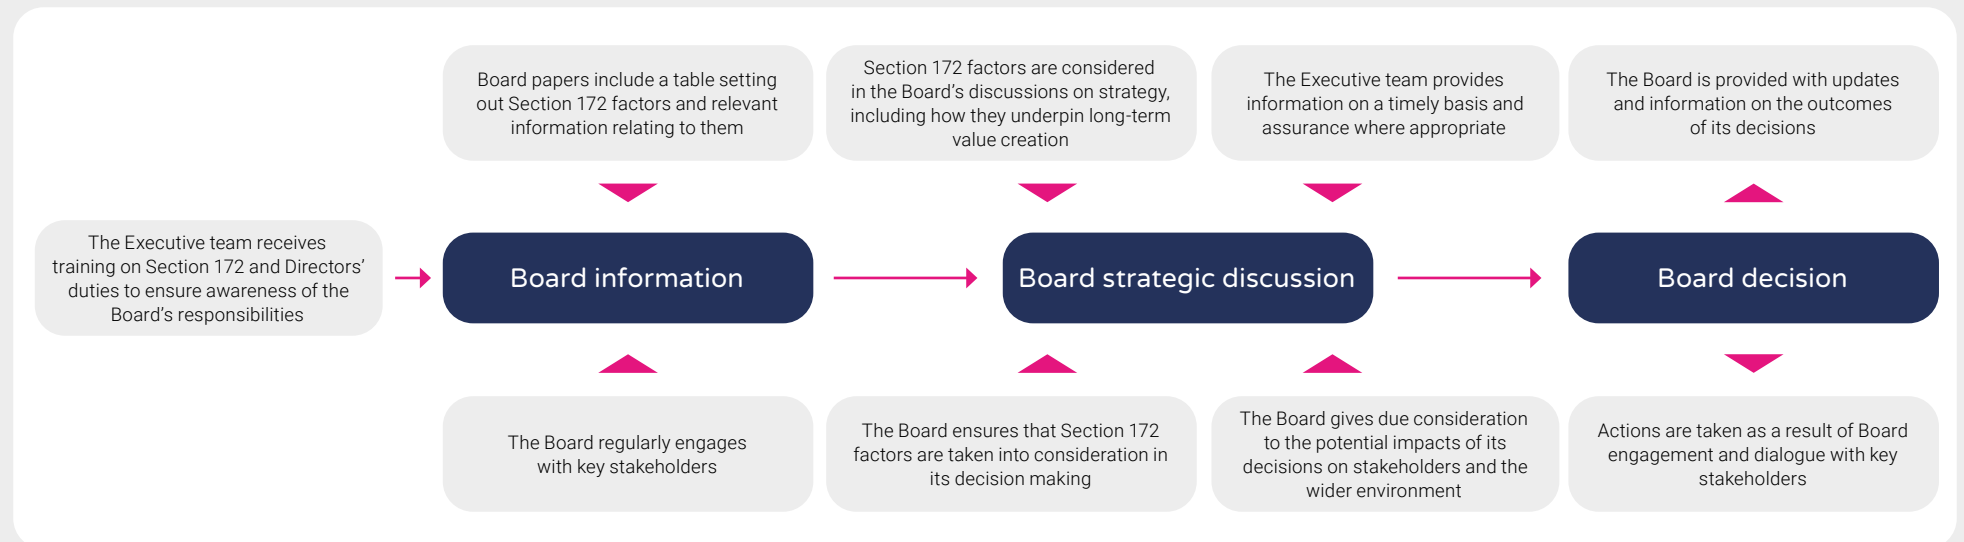 Board papers include a table setting
out Section 172 factors and relevant
information relating to them
Section 172 factors are considered
in the Board's discussions on strategy,
including how they underpin long-term
value creation
The Executive team provides
information on a timely basis and
assurance where appropriate
The Board is provided with updates
and information on the outcomes
of its decisions
The Executive team receives
training on Section 172 and Directors'
duties to ensure awareness of the
Board's responsibilities
Board information
Board strategic discussion
Board decision
The Board regularly engages
with key stakeholders
The Board ensures that Section 172
factors are taken into consideration in
its decision making
The Board gives due consideration
to the potential impacts of its
decisions on stakeholders and the
wider environment
Actions are taken as a result of Board
engagement and dialogue with key
stakeholders